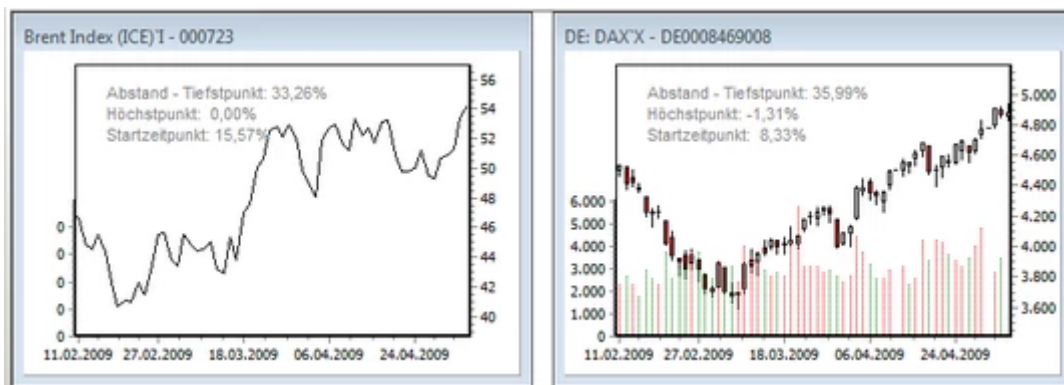 Brent Index (ICE)'I - 000723
Abstand - Tiefstpunkt: 33,26%
Höchstpunkt: 0,00%
Startzeitpunkt: 15,57%
56
54
52
50
48
46
44
42
40
0
0
0
0
0
11.02.2009 27.02.2009 18.03.2009 06.04.2009 24.04.2009
DE: DAX'X - DE0008469008
Abstand - Tiefstpunkt: 35,99%
Höchstpunkt: -1,31%
Startzeitpunkt: 8,33%
5.000
4.800
4.600
4.400
4.200
4.000
3.800
3.600
6.000
5.000
4.000
3.000
2.000
1.000
0
11.02.2009 27.02.2009 18.03.2009 06.04.2009 24.04.2009